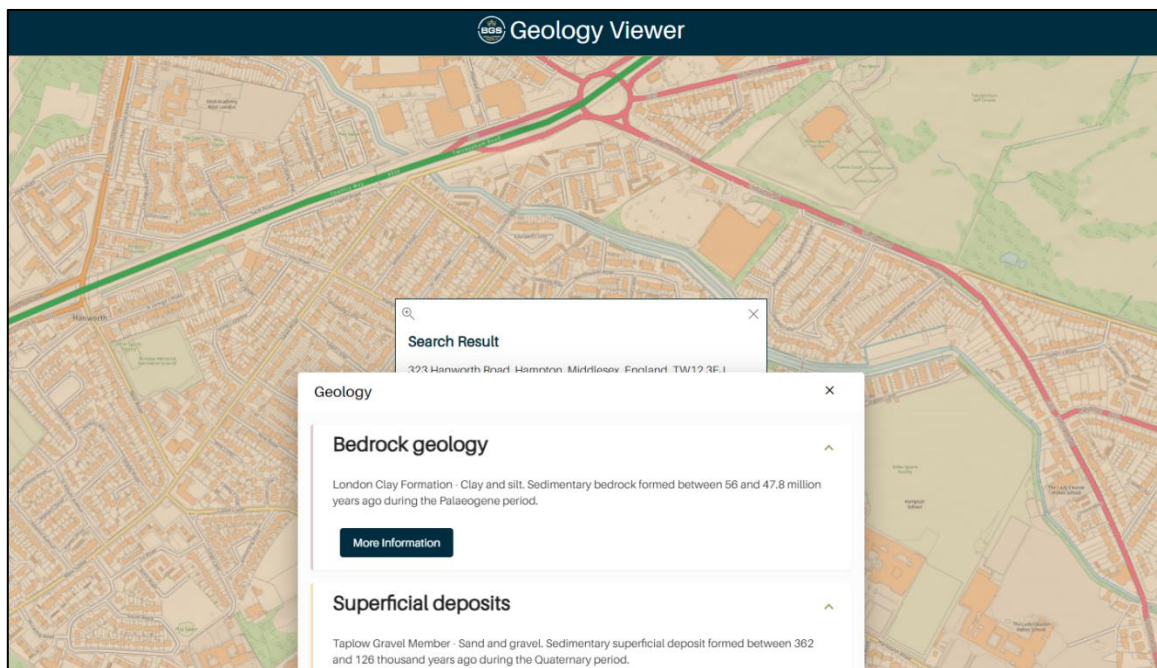 BGS Geology Viewer
Hanworth
Search Result
323 Hanworth Road, Hampton, Middlesex, England, TW12 3EJ
Geology
Bedrock geology
London Clay Formation - Clay and silt. Sedimentary bedrock formed between 56 and 47.8 million
years ago during the Palaeogene period.
More Information
Superficial deposits
Taplow Gravel Member - Sand and gravel. Sedimentary superficial deposit formed between 362
and 126 thousand years ago during the Quaternary period.
Hampton
School